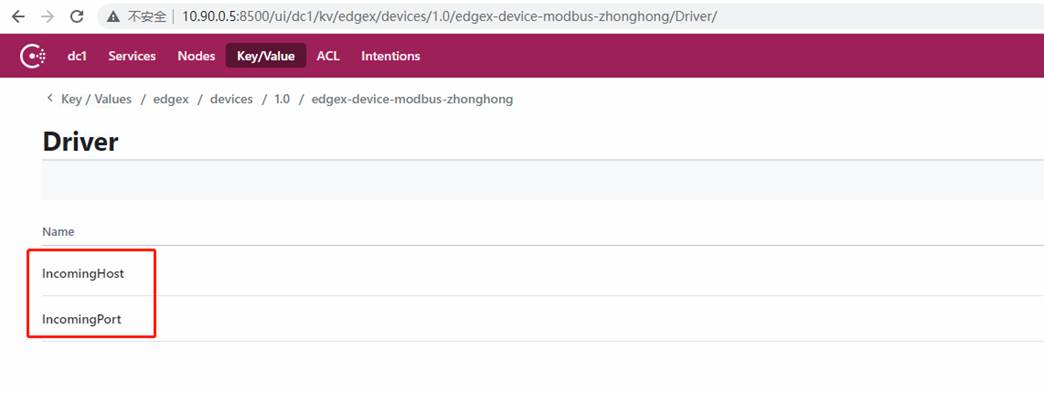 不安全 10.90.0.5:8500/ui/dc1/kv/edgex/devices/1.0/edgex-device-modbus-zhonghong/Driver/
dc1 Services Nodes Key/Value ACL Intentions
Key / Values / edgex / devices / 1.0 / edgex-device-modbus-zhonghong
Driver
Name
IncomingHost
IncomingPort